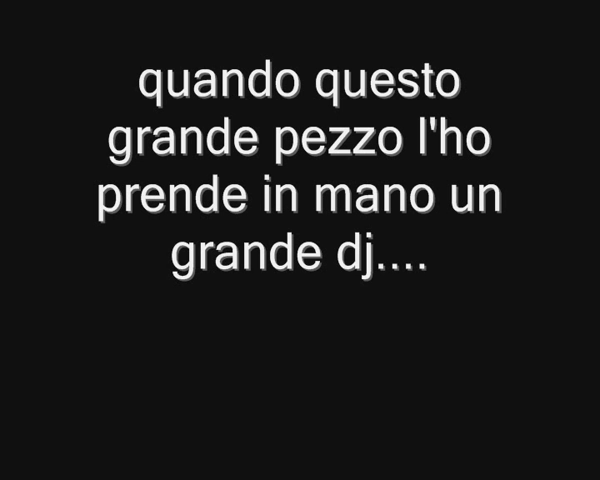 quando questo
grande pezzo l'ho
prende in mano un
grande dj....